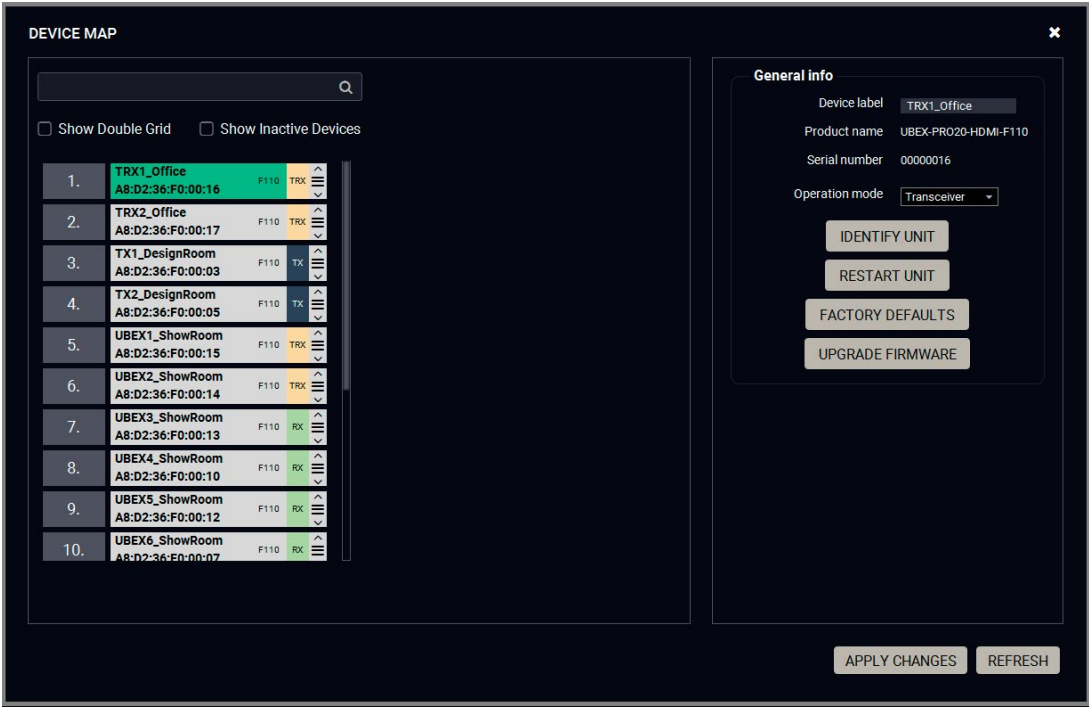 DEVICE MAP
Show Double Grid
Show Inactive Devices
1.
TRX1_Office
A8:D2:36:F0:00:16
F110
TRX
2.
TRX2_Office
A8:D2:36:F0:00:17
F110
TRX
3.
TX1_DesignRoom
A8:D2:36:F0:00:03
F110
TX
4.
TX2_DesignRoom
A8:D2:36:F0:00:05
F110
TX
5.
UBEX1_ShowRoom
A8:D2:36:F0:00:15
F110
TRX
6.
UBEX2_ShowRoom
A8:D2:36:F0:00:14
F110
TRX
7.
UBEX3_ShowRoom
A8:D2:36:F0:00:13
F110
RX
8.
UBEX4_ShowRoom
A8:D2:36:F0:00:10
F110
RX
9.
UBEX5_ShowRoom
A8:D2:36:F0:00:12
F110
RX
10.
UBEX6_ShowRoom
A8:D2:36:F0:00:07
F110
RX
General info
Device label
TRX1_Office
Product name
UBEX-PRO20-HDMI-F110
Serial number
00000016
Operation mode
Transceiver
IDENTIFY UNIT
RESTART UNIT
FACTORY DEFAULTS
UPGRADE FIRMWARE
APPLY CHANGES
REFRESH